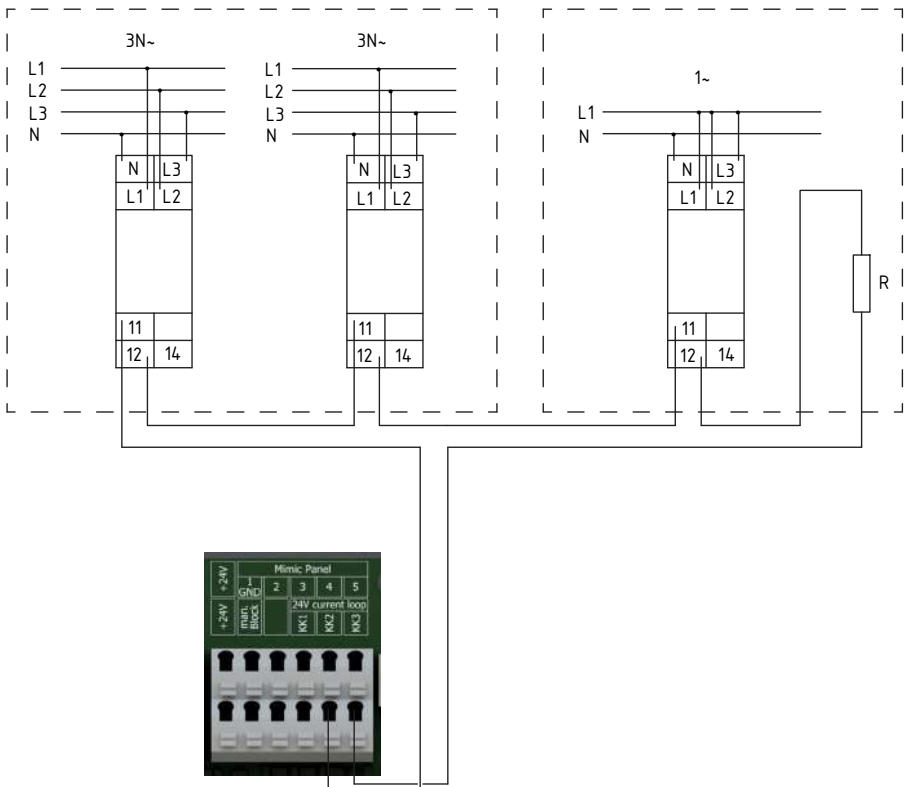 3N~
L1
L2
L3
N
N L3
L1 L2
11
12 14
3N~
L1
L2
L3
N
N L3
L1 L2
11
12 14
1~
L1
N
N L3
L1 L2
11
12 14
R
+24V Mimic Panel
1 GND 2 3 4 5
+24V man. Block 24V current loop
KK1 KK2 KK3